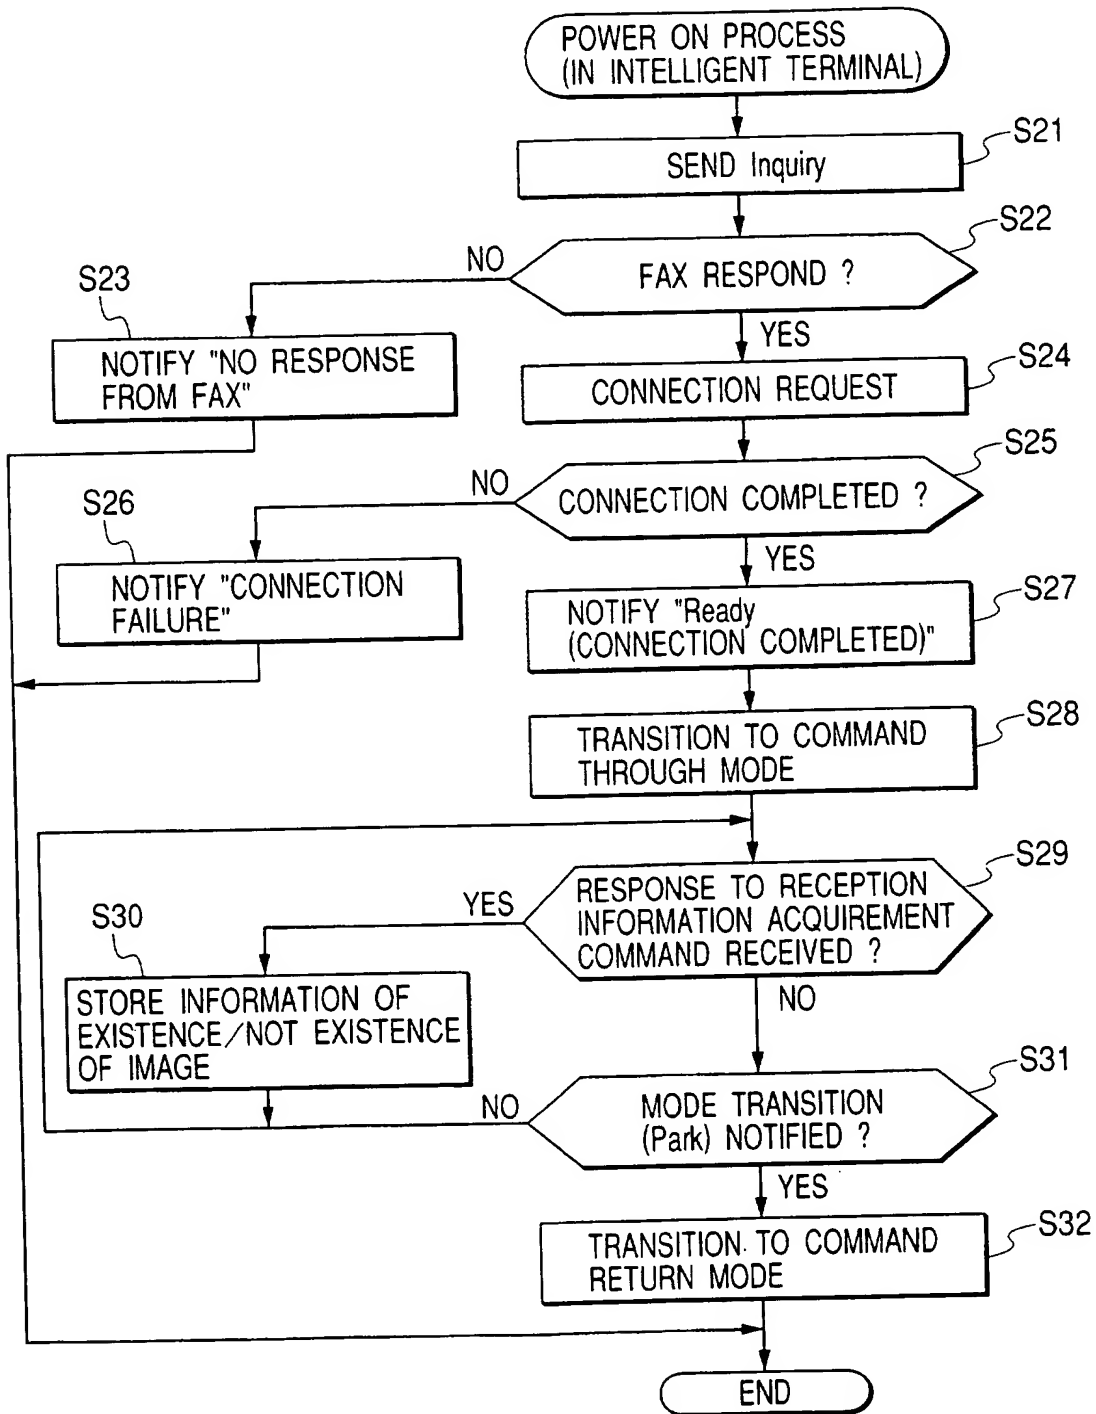 POWER ON PROCESS
(IN INTELLIGENT TERMINAL)
S21
SEND Inquiry
S22
FAX RESPOND ?
NO
YES
S23
NOTIFY "NO RESPONSE
FROM FAX"
S24
CONNECTION REQUEST
S25
CONNECTION COMPLETED ?
NO
YES
S26
NOTIFY "CONNECTION
FAILURE"
S27
NOTIFY "Ready
(CONNECTION COMPLETED)"
S28
TRANSITION TO COMMAND
THROUGH MODE
S29
RESPONSE TO RECEPTION
INFORMATION ACQUIREMENT
COMMAND RECEIVED ?
YES
NO
S30
STORE INFORMATION OF
EXISTENCE/NOT EXISTENCE
OF IMAGE
S31
MODE TRANSITION
(Park) NOTIFIED ?
NO
YES
S32
TRANSITION TO COMMAND
RETURN MODE
END